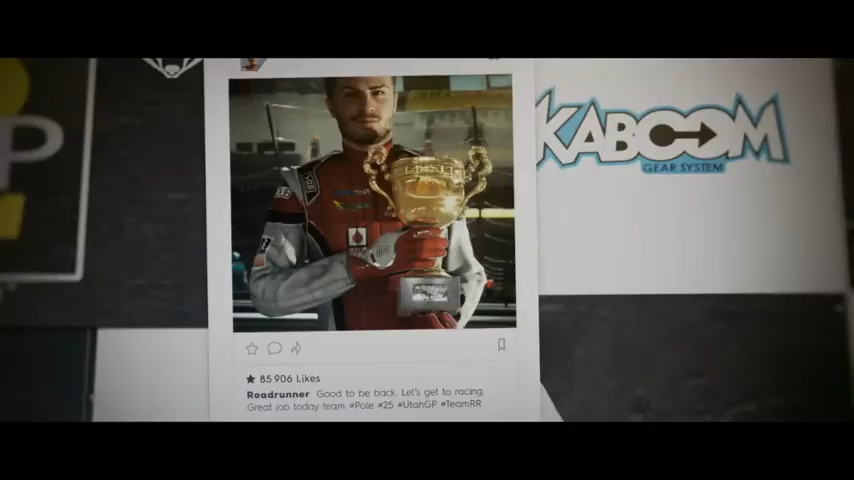 P
KABOOM
GEAR SYSTEM
85 906 Likes
Roadrunner Good to be back. Let's get to racing.
Great job today team #Pole #25 #UtahGP #TeamRR